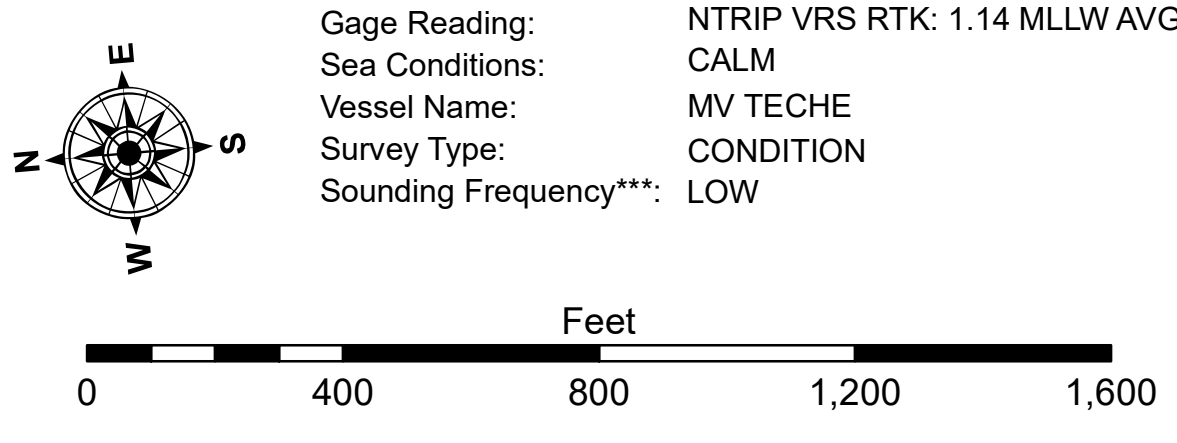 Gage Reading: NTRIP VRS RTK: 1.14 MLLW AVG
Sea Conditions: CALM
Vessel Name: MV TECHE
Survey Type: CONDITION
Sounding Frequency***: LOW
E
N
S
W
Feet
0 400 800 1,200 1,600